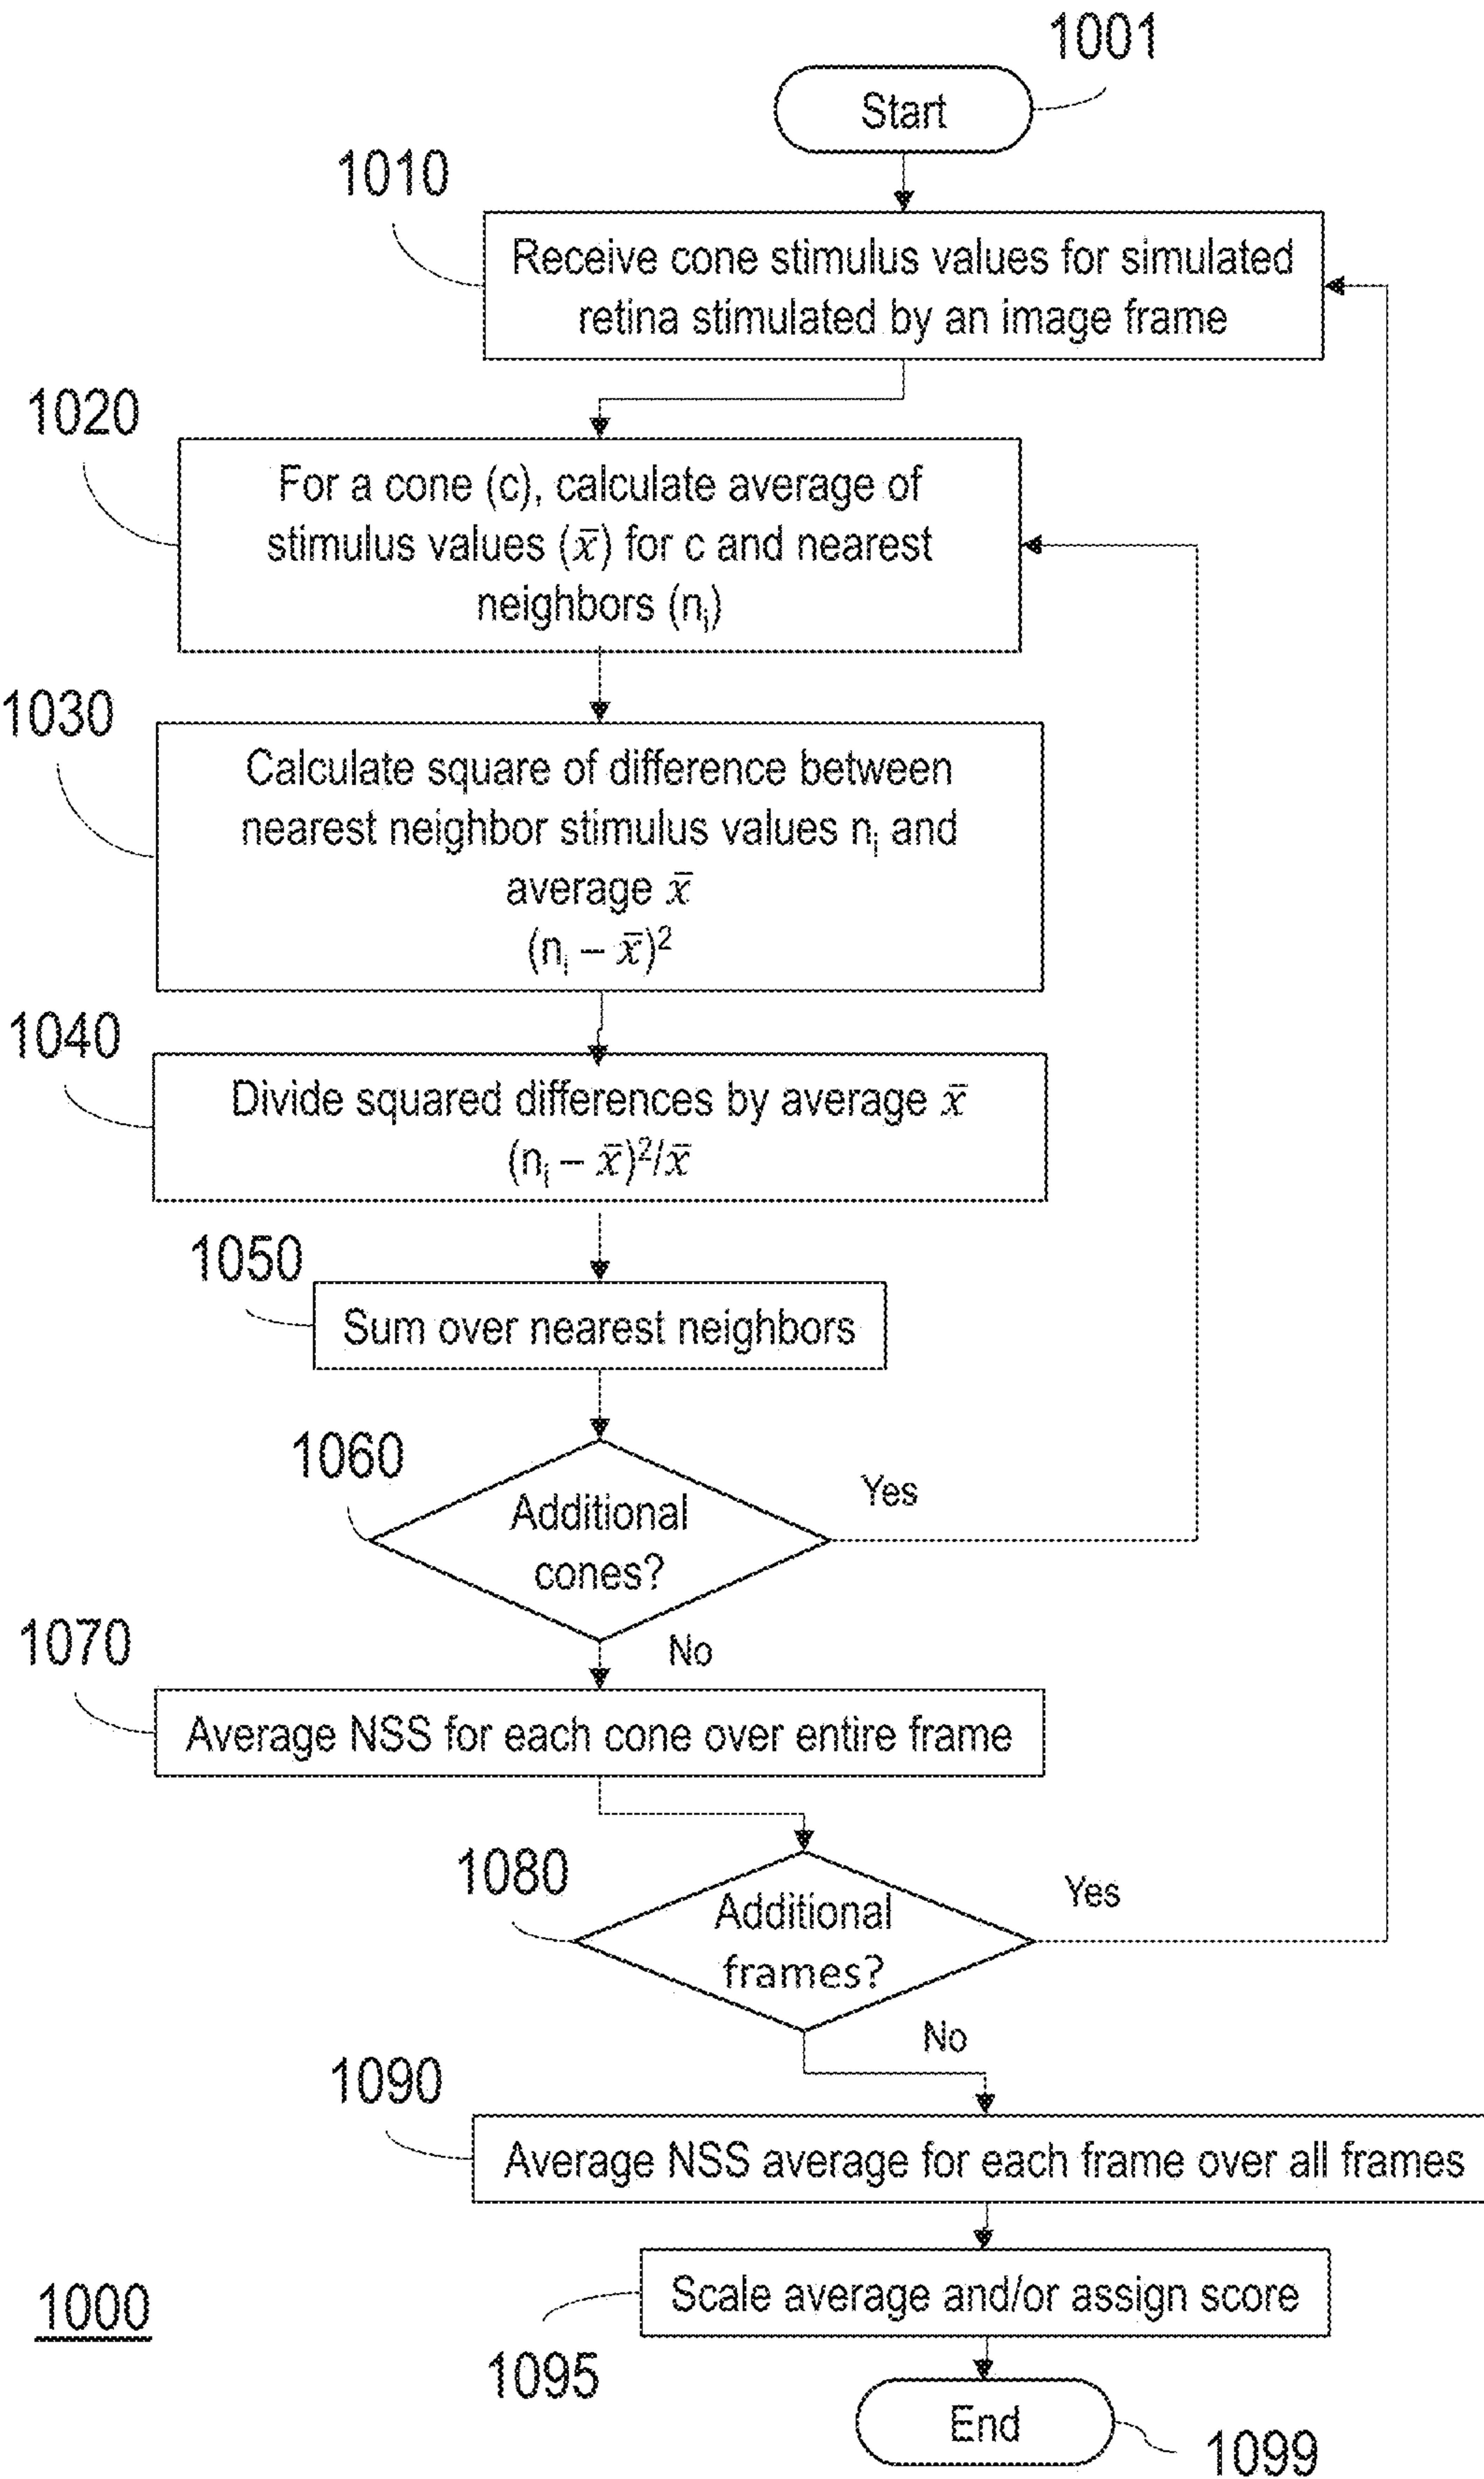 1001
Start
1010
Receive cone stimulus values for simulated
retina stimulated by an image frame
1020
For a cone (c), calculate average of
stimulus values (x̅) for c and nearest
neighbors (nᵢ)
1030
Calculate square of difference between
nearest neighbor stimulus values nᵢ and
average x̅
(nᵢ – x̅)²
1040
Divide squared differences by average x̅
(nᵢ – x̅)²/x̅
1050
Sum over nearest neighbors
1060
Additional
cones?
Yes
No
1070
Average NSS for each cone over entire frame
1080
Additional
frames?
Yes
No
1090
Average NSS average for each frame over all frames
Scale average and/or assign score
1000
1095
End
1099